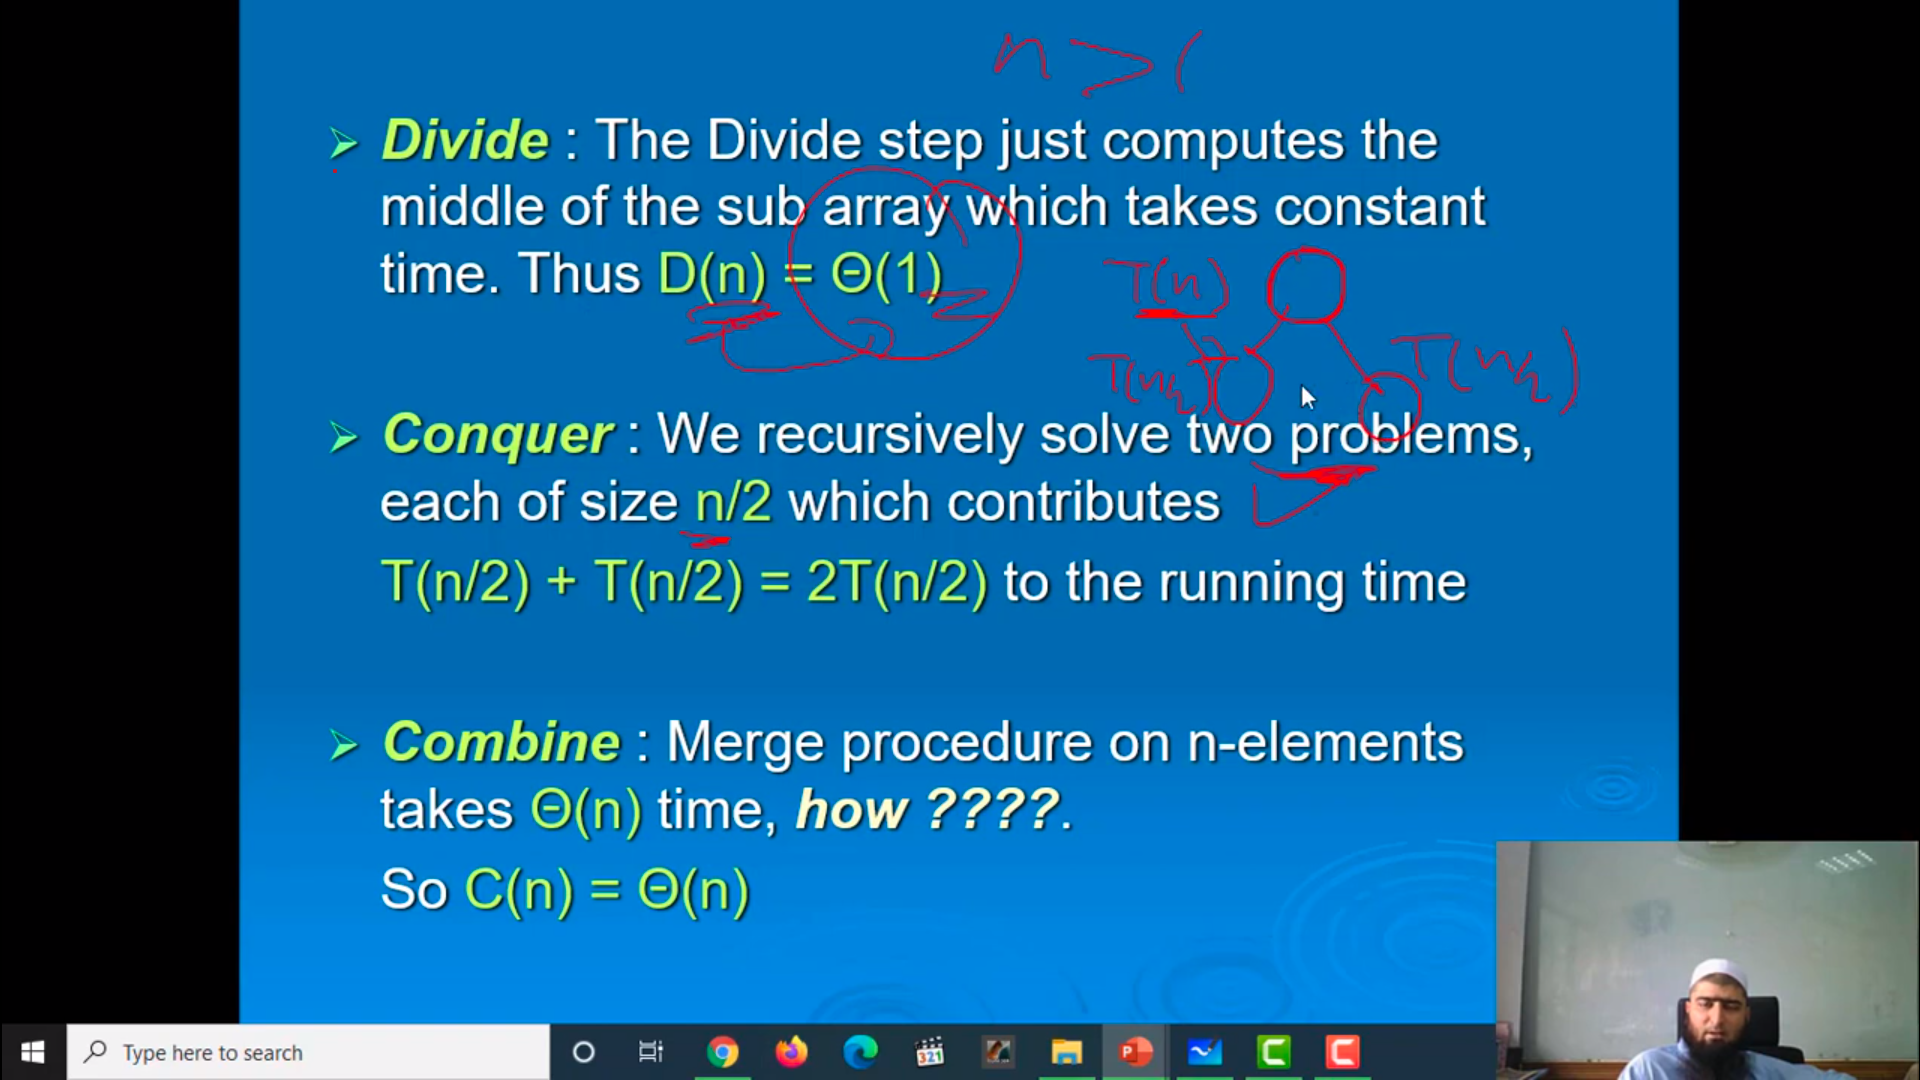 n > 1
➢ Divide : The Divide step just computes the
middle of the sub array which takes constant
time. Thus D(n) = Θ(1)
T(n)
T(n/2) T(n/2)
➢ Conquer : We recursively solve two problems,
each of size n/2 which contributes
T(n/2) + T(n/2) = 2T(n/2) to the running time
➢ Combine : Merge procedure on n-elements
takes Θ(n) time, how ????.
So C(n) = Θ(n)
Type here to search
321